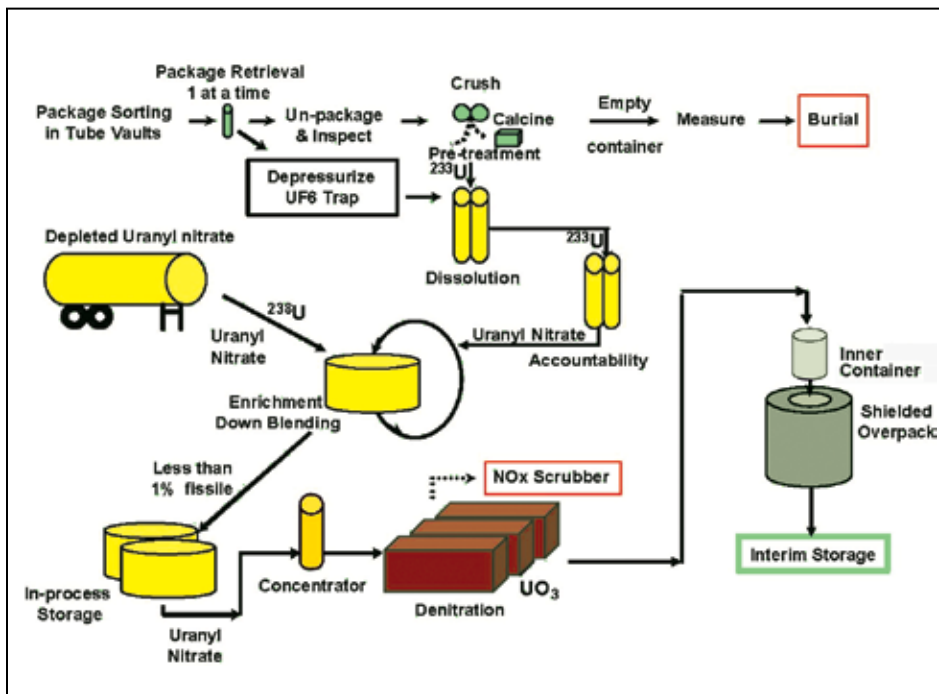 Package Retrieval
1 at a time
Package Sorting
in Tube Vaults
Un-package
& Inspect
Crush
Calcine
Pre-treatment
Empty
container
Measure
Burial
Depressurize
UF6 Trap
233U
Dissolution
233U
Depleted Uranyl nitrate
238U
Uranyl
Nitrate
Uranyl Nitrate
Accountability
Enrichment
Down Blending
Inner
Container
Shielded
Overpack
Less than
1% fissile
NOx Scrubber
Interim Storage
In-process
Storage
Concentrator
Denitration
UO3
Uranyl
Nitrate